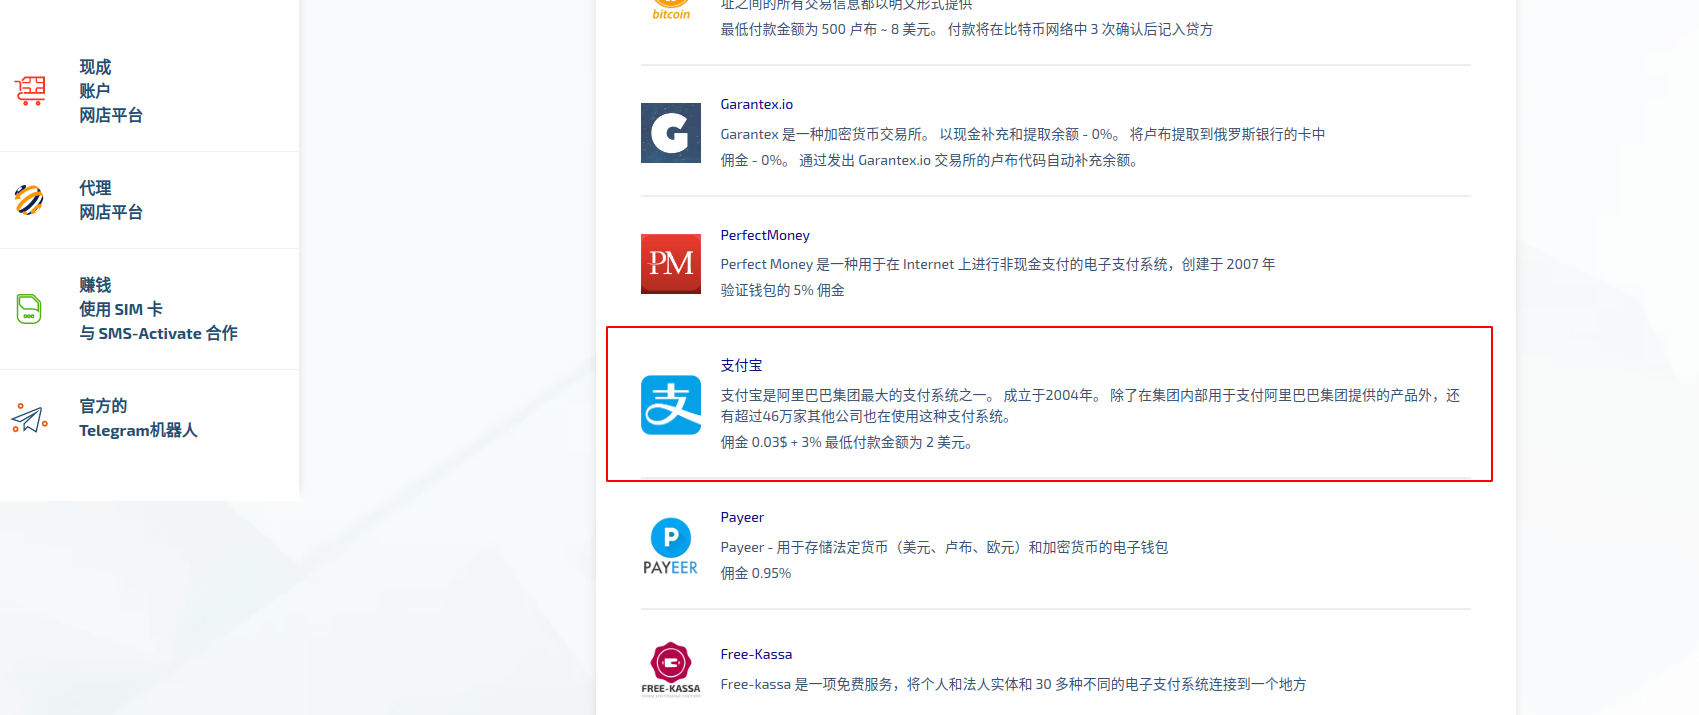 现成
账户
网店平台
代理
网店平台
赚钱
使用 SIM 卡
与 SMS-Activate 合作
官方的
Telegram机器人
bitcoin
址之间的所有交易信息都以明文形式提供
最低付款金额为 500 卢布 ~ 8 美元。 付款将在比特币网络中 3 次确认后记入贷方
G
Garantex.io
Garantex 是一种加密货币交易所。 以现金补充和提取余额 - 0%。 将卢布提取到俄罗斯银行的卡中
佣金 - 0%。 通过发出 Garantex.io 交易所的卢布代码自动补充余额。
PM
PerfectMoney
Perfect Money 是一种用于在 Internet 上进行非现金支付的电子支付系统，创建于 2007 年
验证钱包的 5% 佣金
支
支付宝
支付宝是阿里巴巴集团最大的支付系统之一。 成立于2004年。 除了在集团内部用于支付阿里巴巴集团提供的产品外，还
有超过46万家其他公司也在使用这种支付系统。
佣金 0.03$ + 3% 最低付款金额为 2 美元。
P
PAYEER
Payeer
Payeer - 用于存储法定货币（美元、卢布、欧元）和加密货币的电子钱包
佣金 0.95%
FREE-KASSA
Free-Kassa
Free-kassa 是一项免费服务，将个人和法人实体和 30 多种不同的电子支付系统连接到一个地方